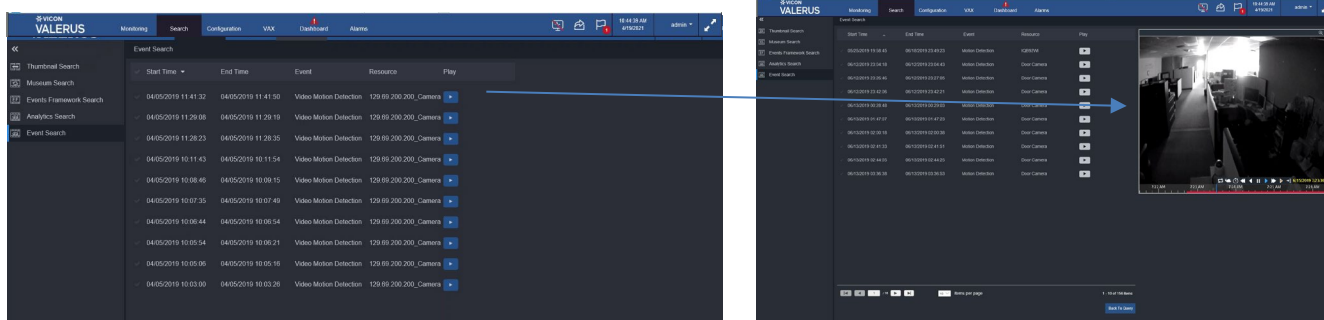 VICON
VALERUS
Monitoring Search Configuration VAX Dashboard Alarms
10:44:35 AM
4/19/2021
admin
Event Search
Thumbnail Search
Museum Search
Events Framework Search
Analytics Search
Event Search
Start Time End Time Event Resource Play
04/05/2019 11:41:32 04/05/2019 11:41:50 Video Motion Detection 129.69.200.200_Camera
04/05/2019 11:29:08 04/05/2019 11:29:19 Video Motion Detection 129.69.200.200_Camera
04/05/2019 11:28:23 04/05/2019 11:28:35 Video Motion Detection 129.69.200.200_Camera
04/05/2019 10:11:43 04/05/2019 10:11:54 Video Motion Detection 129.69.200.200_Camera
04/05/2019 10:08:46 04/05/2019 10:09:15 Video Motion Detection 129.69.200.200_Camera
04/05/2019 10:07:35 04/05/2019 10:07:49 Video Motion Detection 129.69.200.200_Camera
04/05/2019 10:06:44 04/05/2019 10:06:54 Video Motion Detection 129.69.200.200_Camera
04/05/2019 10:05:54 04/05/2019 10:06:21 Video Motion Detection 129.69.200.200_Camera
04/05/2019 10:05:06 04/05/2019 10:05:16 Video Motion Detection 129.69.200.200_Camera
04/05/2019 10:03:00 04/05/2019 10:03:26 Video Motion Detection 129.69.200.200_Camera
VICON
VALERUS
Monitoring Search Configuration VAX Dashboard Alarms
10:44:35 AM
4/19/2021
admin
Event Search
Thumbnail Search
Museum Search
Events Framework Search
Analytics Search
Event Search
Start Time End Time Event Resource Play
Motion Detection
Motion Detection Door Camera
Motion Detection Door Camera
Motion Detection Door Camera
Motion Detection Door Camera
Motion Detection Door Camera
Motion Detection Door Camera
Motion Detection Door Camera
Motion Detection Door Camera
Motion Detection Door Camera
items per page
1 - 10 of 156 items
Back To Query